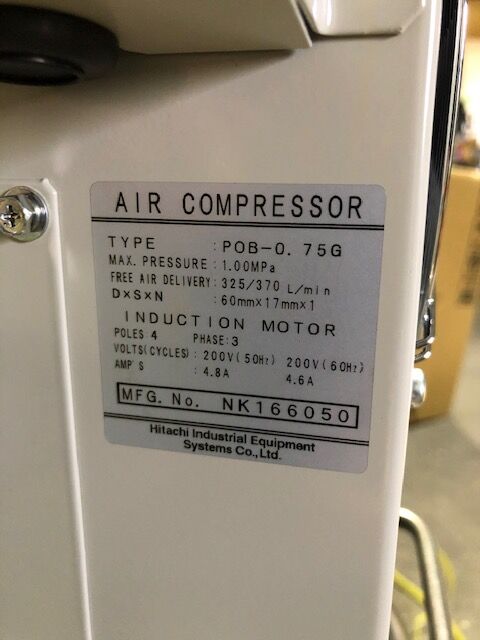 AIR COMPRESSOR
TYPE : POB-0. 75G
MAX. PRESSURE : 1.00MPa
FREE AIR DELIVERY : 325/370 L/min
D×S×N : 60mm×17mm×1
INDUCTION MOTOR
POLES 4 PHASE : 3
VOLTS(CYCLES) : 200V(50Hz) 200V(60Hz)
AMP'S : 4.8A 4.6A
MFG. No. NK166050
Hitachi Industrial Equipment
Systems Co.,Ltd.